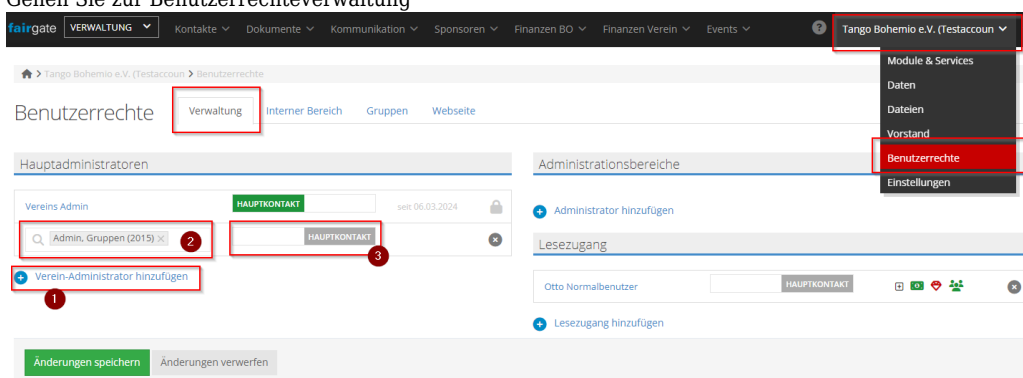 Gehen Sie zur Benutzerrechteverwaltung
fairgate VERWALTUNG Kontakte Dokumente Kommunikation Sponsoren Finanzen BO Finanzen Verein Events ? Tango Bohemio e.V. (Testaccoun
Module & Services
Daten
Dateien
Vorstand
Benutzerrechte
Einstellungen
Tango Bohemio e.V. (Testaccoun > Benutzerrechte
Benutzerrechte Verwaltung Interner Bereich Gruppen Webseite
Hauptadministratoren
Vereins Admin HAUPTKONTAKT seit 06.03.2024
Admin, Gruppen (2015) × 2 HAUPTKONTAKT
3
Verein-Administrator hinzufügen
1
Administrationsbereiche
Administrator hinzufügen
Lesezugang
Otto Normalbenutzer HAUPTKONTAKT
Lesezugang hinzufügen
Änderungen speichern Änderungen verwerfen